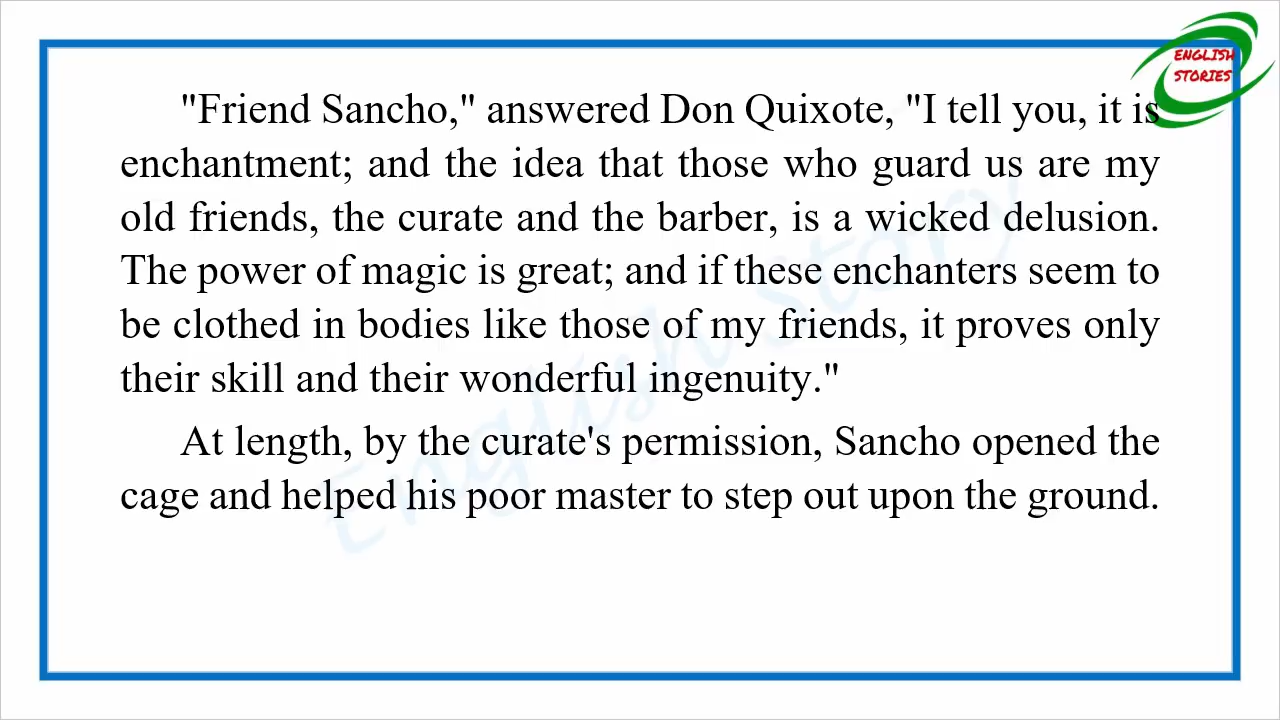 ENGLISH
STORIES
"Friend Sancho," answered Don Quixote, "I tell you, it is
enchantment; and the idea that those who guard us are my
old friends, the curate and the barber, is a wicked delusion.
The power of magic is great; and if these enchanters seem to
be clothed in bodies like those of my friends, it proves only
their skill and their wonderful ingenuity."
At length, by the curate's permission, Sancho opened the
cage and helped his poor master to step out upon the ground.
English Story